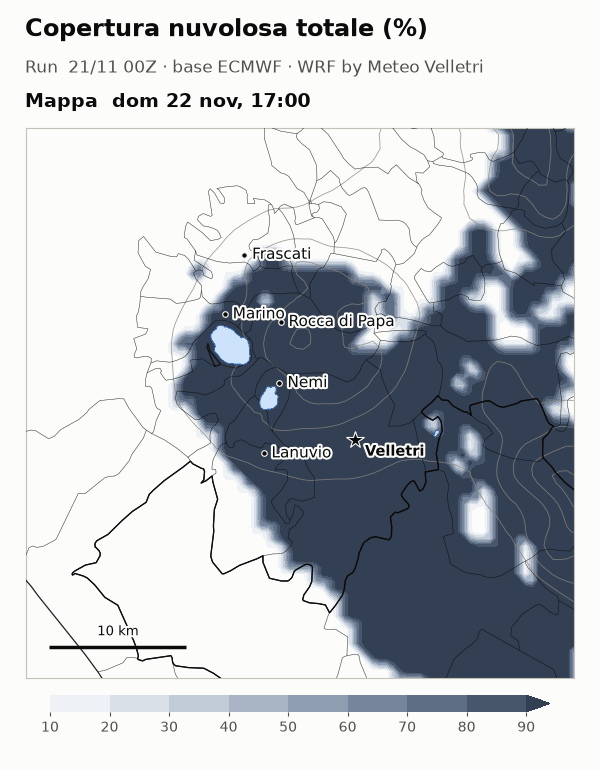 Copertura nuvolosa totale (%)
Run  21/11 00Z · base ECMWF · WRF by Meteo Velletri
Mappa  dom 22 nov, 17:00
Frascati
Marino
Rocca di Papa
Nemi
Velletri
Lanuvio
10 km
10 20 30 40 50 60 70 80 90